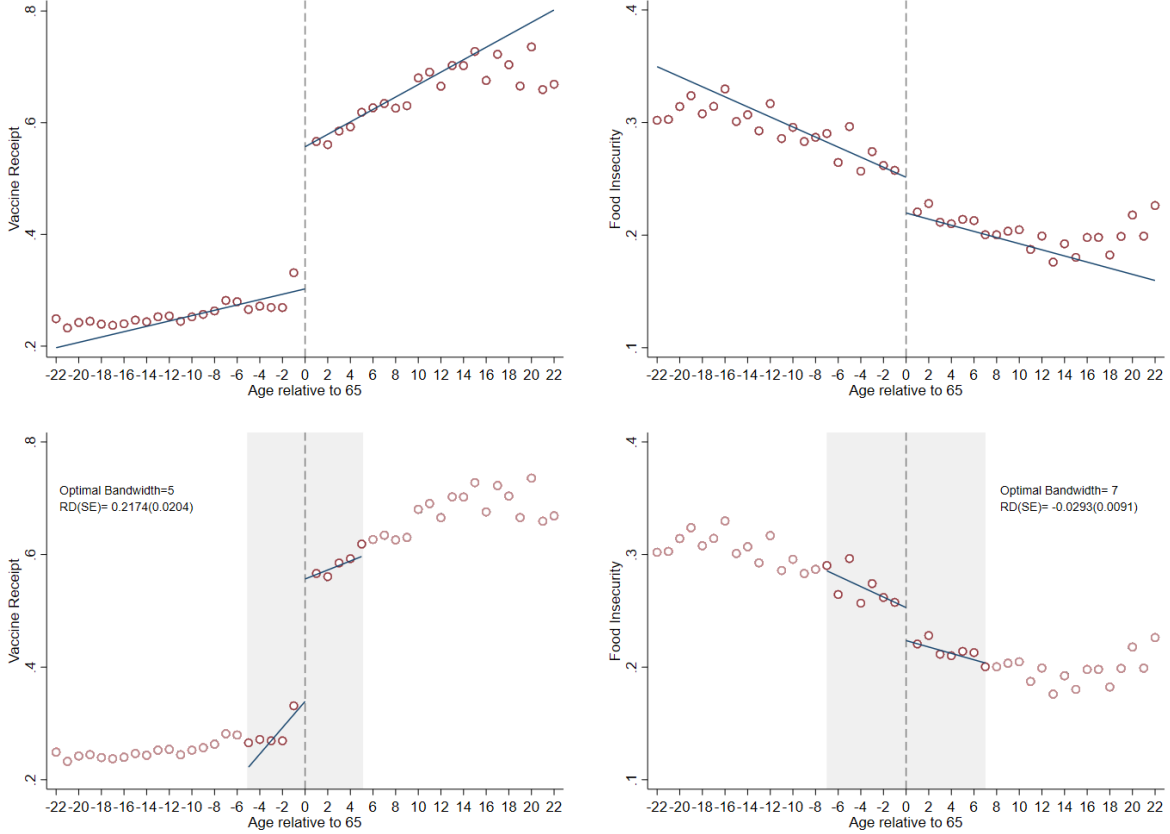 .8
.6
.4
.2
Vaccine Receipt
-22 -20 -18 -16 -14 -12 -10 -8 -6 -4 -2 0 2 4 6 8 10 12 14 16 18 20 22
Age relative to 65
.4
.3
.2
.1
Food Insecurity
-22 -20 -18 -16 -14 -12 -10 -8 -6 -4 -2 0 2 4 6 8 10 12 14 16 18 20 22
Age relative to 65
.8
.6
.4
.2
Vaccine Receipt
Optimal Bandwidth=5
RD(SE)= 0.2174(0.0204)
-22 -20 -18 -16 -14 -12 -10 -8 -6 -4 -2 0 2 4 6 8 10 12 14 16 18 20 22
Age relative to 65
.4
.3
.2
.1
Food Insecurity
Optimal Bandwidth= 7
RD(SE)= -0.0293(0.0091)
-22 -20 -18 -16 -14 -12 -10 -8 -6 -4 -2 0 2 4 6 8 10 12 14 16 18 20 22
Age relative to 65